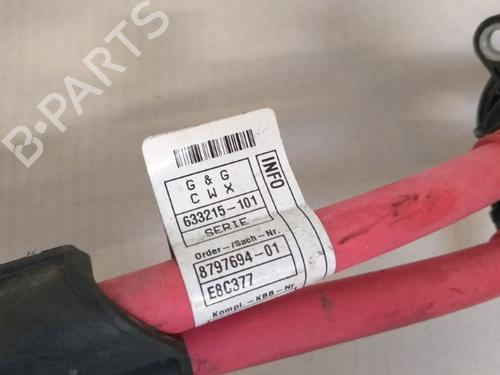 B-PARTS
G & G
C W X
633215-101
SERIE
INFO
Order-/Sach-Nr.
8797694-01
E8C377
Kompl.-KBB-Nr.